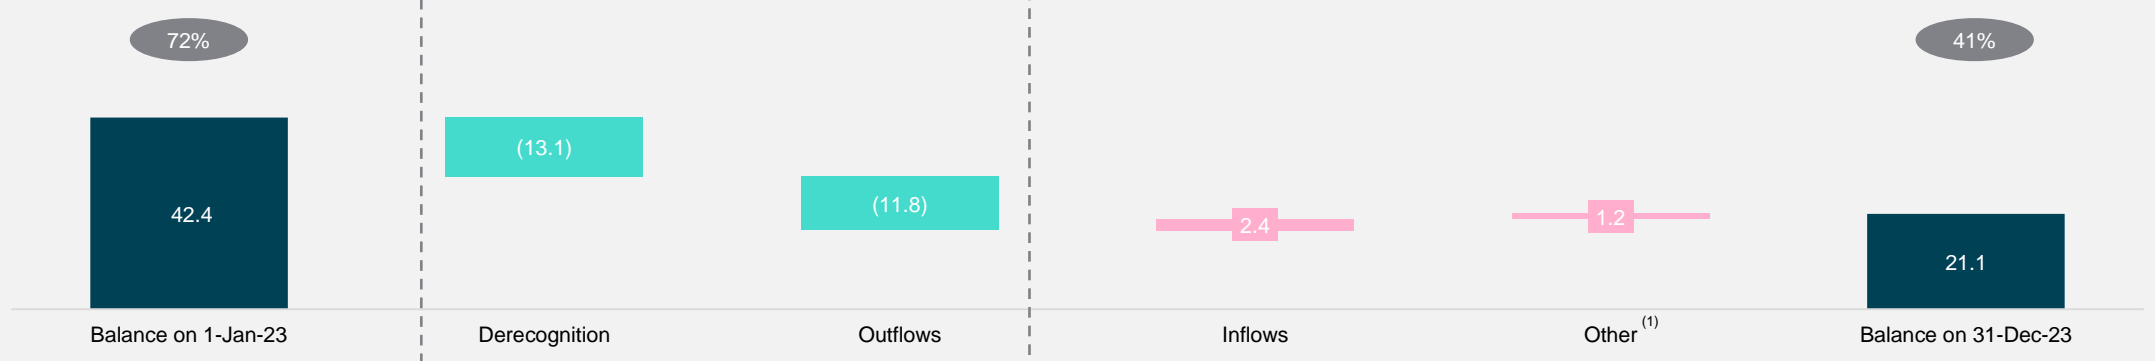 72%
41%
42.4
(13.1)
(11.8)
2.4
1.2
21.1
Balance on 1-Jan-23
Derecognition
Outflows
Inflows
Other (1)
Balance on 31-Dec-23